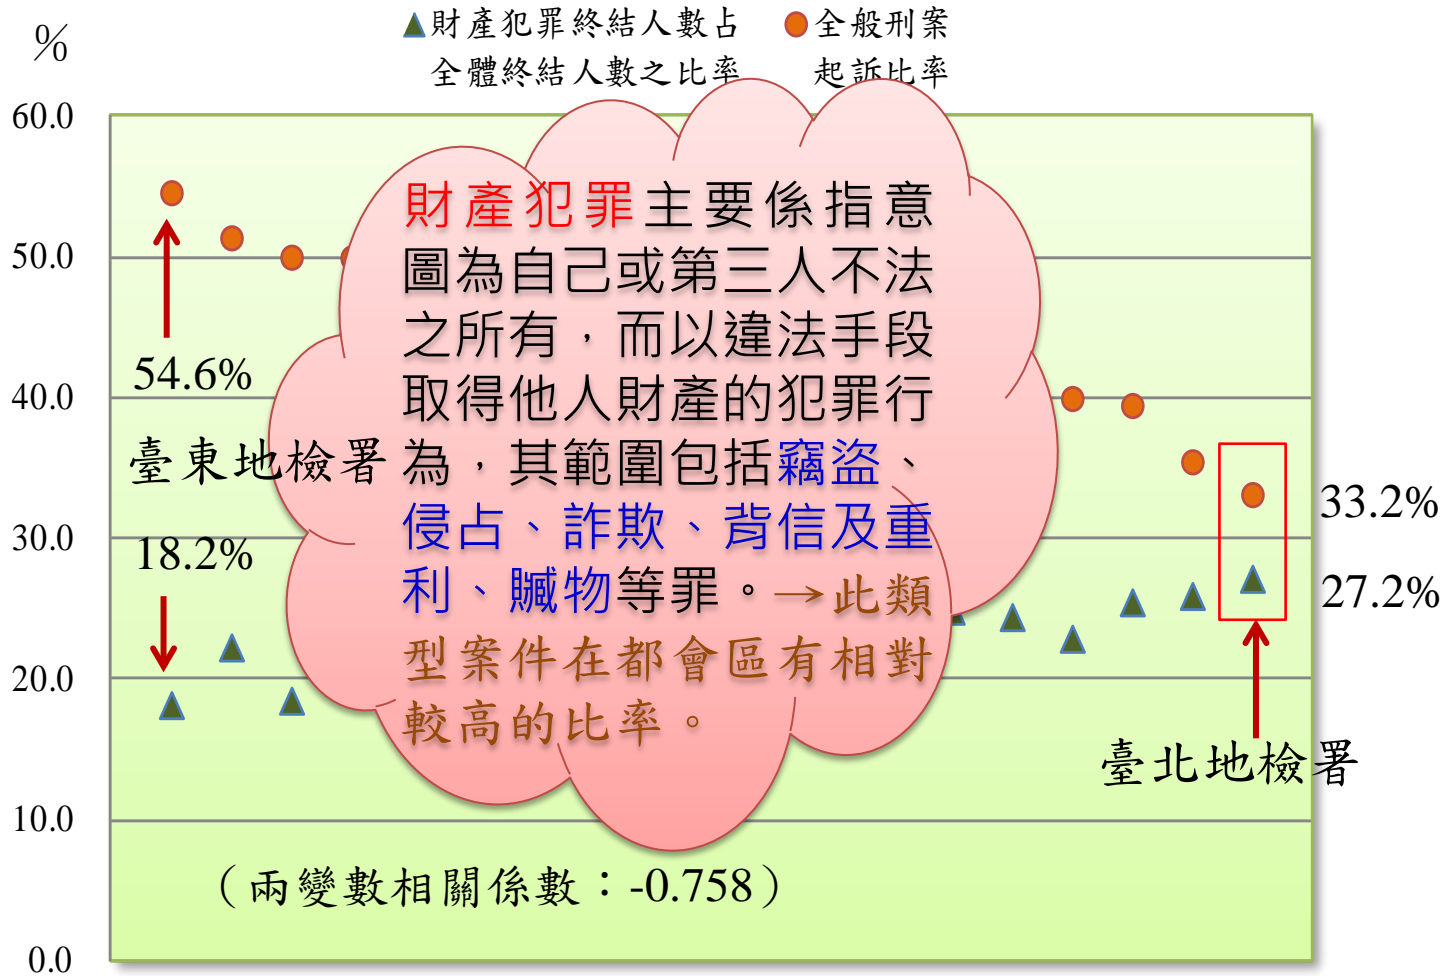 %
財產犯罪終結人數占
全體終結人數之比率
全般刑案
起訴比率
60.0
50.0
40.0
30.0
20.0
10.0
0.0
54.6%
臺東地檢署
18.2%
財產犯罪主要係指意
圖為自己或第三人不法
之所有，而以違法手段
取得他人財產的犯罪行
為，其範圍包括竊盜、
侵占、詐欺、背信及重
利、贓物等罪。→此類
型案件在都會區有相對
較高的比率。
33.2%
27.2%
臺北地檢署
（兩變數相關係數：-0.758）